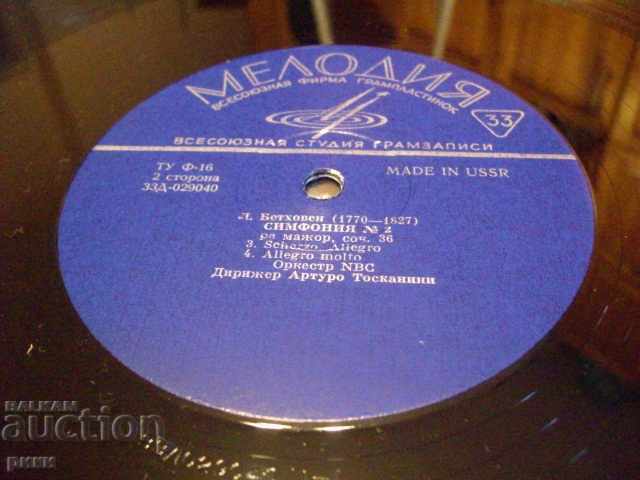 МЕЛОДИЯ
ВСЕСОЮЗНАЯ ФИРМА ГРАМПЛАСТИНОК
33
ВСЕСОЮЗНАЯ СТУДИЯ ГРАМЗАПИСИ
ТУ Ф-16
2 сторона
33Д-029040
MADE IN USSR
Л. Бетховен (1770—1827)
СИМФОНИЯ № 2
ре мажор, соч. 36
3. Scherzo. Allegro
4. Allegro molto
Оркестр NBC
Дирижер Артуро Тосканини
BALKAN
auction